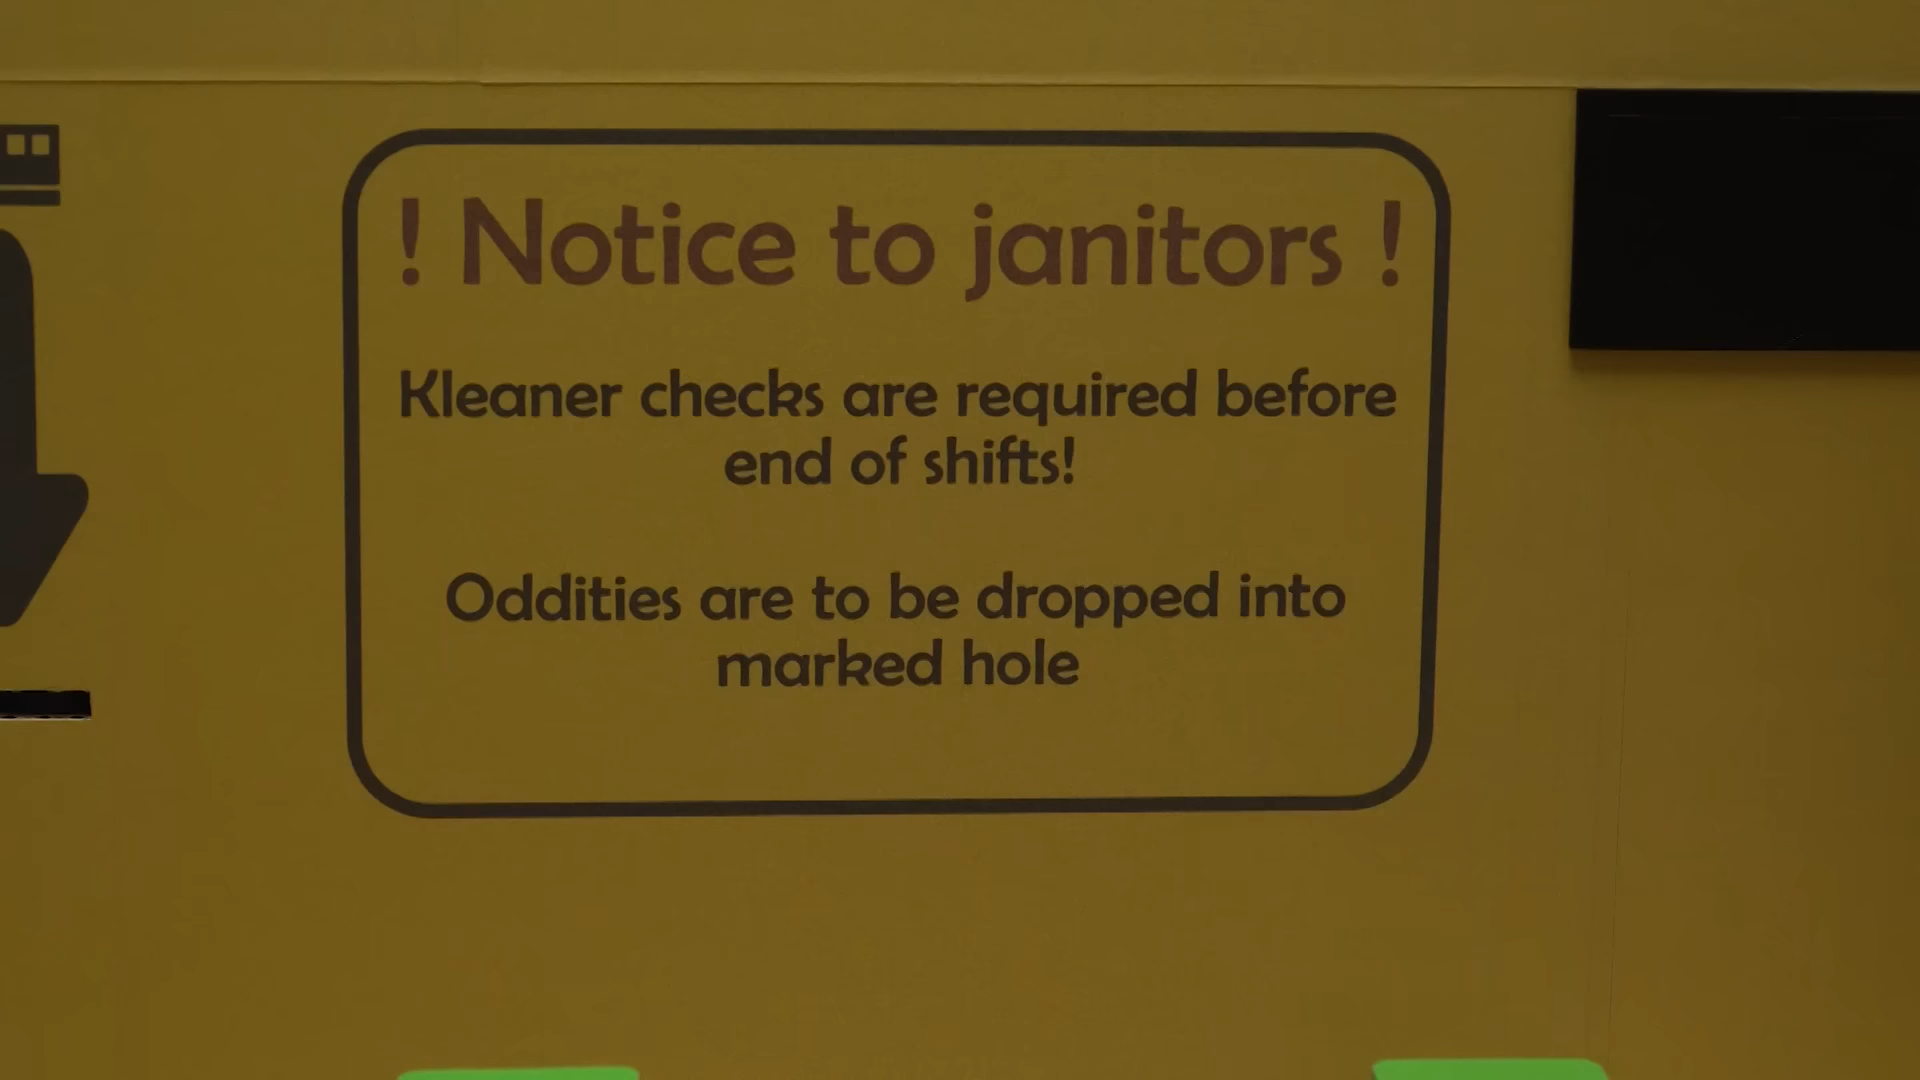 ! Notice to janitors !
Kleaner checks are required before
end of shifts!
Oddities are to be dropped into
marked hole